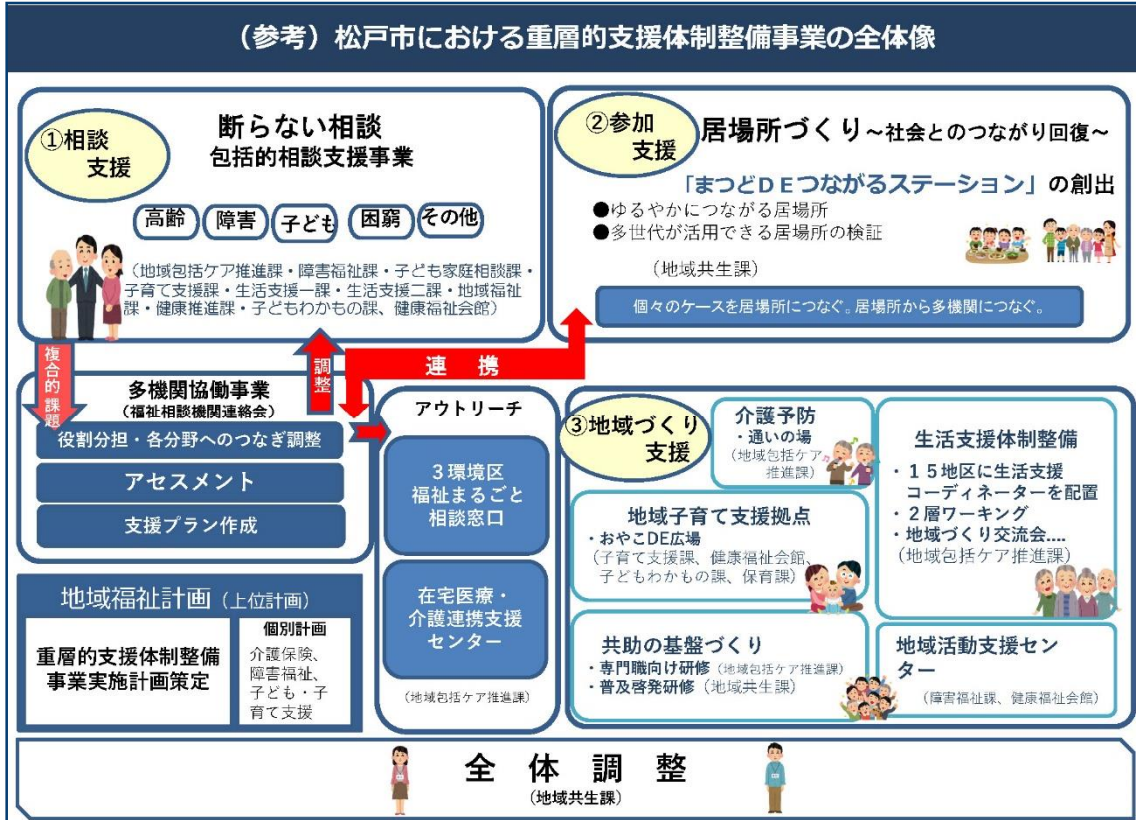 (参考)松戸市における重層的支援体制整備事業の全体像
①相談
支援
断らない相談
包括的相談支援事業
高齢
障害
子ども
困窮
その他
(地域包括ケア推進課・障害福祉課・子ども家庭相談課・
子育て支援課・生活支援一課・生活支援二課・地域福祉
課・健康推進課・子どもわかもの課、健康福祉会館)
②参加
支援
居場所づくり~社会とのつながり回復~
「まつどDEつながるステーション」の創出
●ゆるやかにつながる居場所
●多世代が活用できる居場所の検証
(地域共生課)
個々のケースを居場所につなぐ。居場所から多機関につなぐ。
複合的課題
調整
連携
多機関協働事業
(福祉相談機関連絡会)
役割分担・各分野へのつなぎ調整
アセスメント
支援プラン作成
アウトリーチ
3環境区
福祉まるごと
相談窓口
在宅医療・
介護連携支援
センター
(地域包括ケア推進課)
③地域づくり
支援
介護予防
・通いの場
(地域包括ケア
推進課)
地域子育て支援拠点
・おやこDE広場
(子育て支援課、健康福祉会館、
子どもわかもの課、保育課)
共助の基盤づくり
・専門職向け研修(地域包括ケア推進課)
・普及啓発研修(地域共生課)
生活支援体制整備
・15地区に生活支援
コーディネーターを配置
・2層ワーキング
・地域づくり交流会....
(地域包括ケア推進課)
地域活動支援セン
ター
(障害福祉課、健康福祉会館)
地域福祉計画(上位計画)
重層的支援体制整備
事業実施計画策定
個別計画
介護保険、
障害福祉、
子ども・子
育て支援
全体調整
(地域共生課)